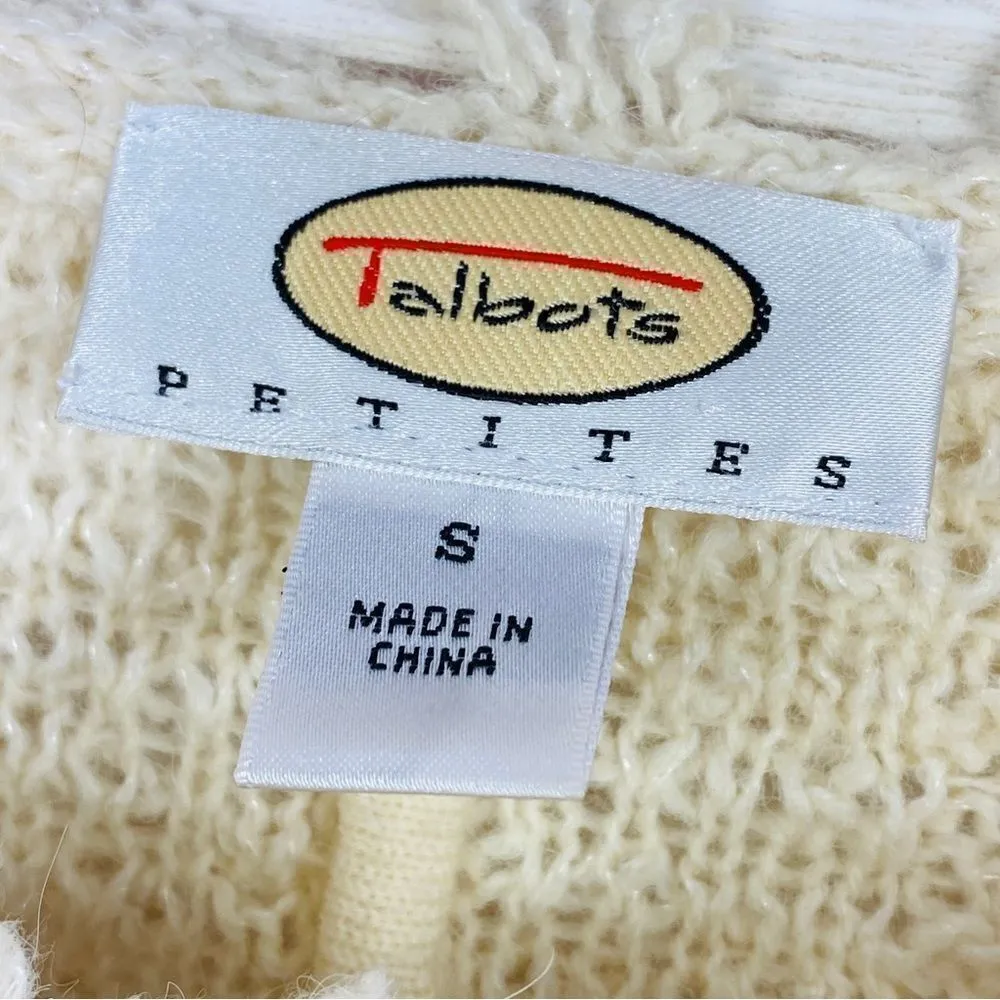 Talbots
PETITES
S
MADE IN
CHINA